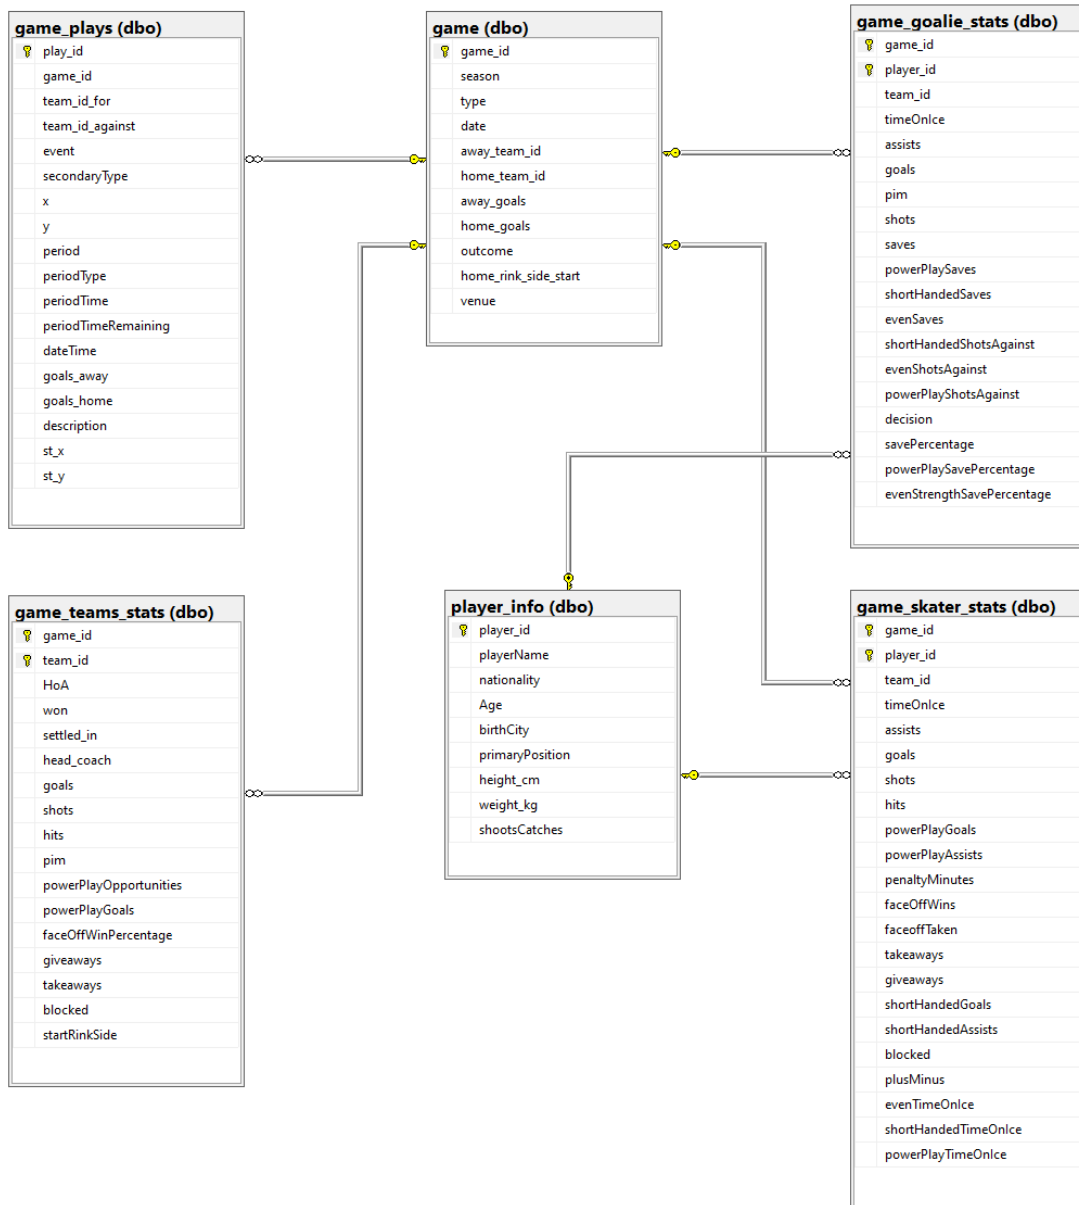 game_plays (dbo)
play_id
game_id
team_id_for
team_id_against
event
secondaryType
x
y
period
periodType
periodTime
periodTimeRemaining
dateTime
goals_away
goals_home
description
st_x
st_y
game (dbo)
game_id
season
type
date
away_team_id
home_team_id
away_goals
home_goals
outcome
home_rink_side_start
venue
game_goalie_stats (dbo)
game_id
player_id
team_id
timeOnIce
assists
goals
pim
shots
saves
powerPlaySaves
shortHandedSaves
evenSaves
shortHandedShotsAgainst
evenShotsAgainst
powerPlayShotsAgainst
decision
savePercentage
powerPlaySavePercentage
evenStrengthSavePercentage
game_teams_stats (dbo)
game_id
team_id
HoA
won
settled_in
head_coach
goals
shots
hits
pim
powerPlayOpportunities
powerPlayGoals
faceOffWinPercentage
giveaways
takeaways
blocked
startRinkSide
player_info (dbo)
player_id
playerName
nationality
Age
birthCity
primaryPosition
height_cm
weight_kg
shootsCatches
game_skater_stats (dbo)
game_id
player_id
team_id
timeOnIce
assists
goals
shots
hits
powerPlayGoals
powerPlayAssists
penaltyMinutes
faceOffWins
faceoffTaken
takeaways
giveaways
shortHandedGoals
shortHandedAssists
blocked
plusMinus
evenTimeOnIce
shortHandedTimeOnIce
powerPlayTimeOnIce